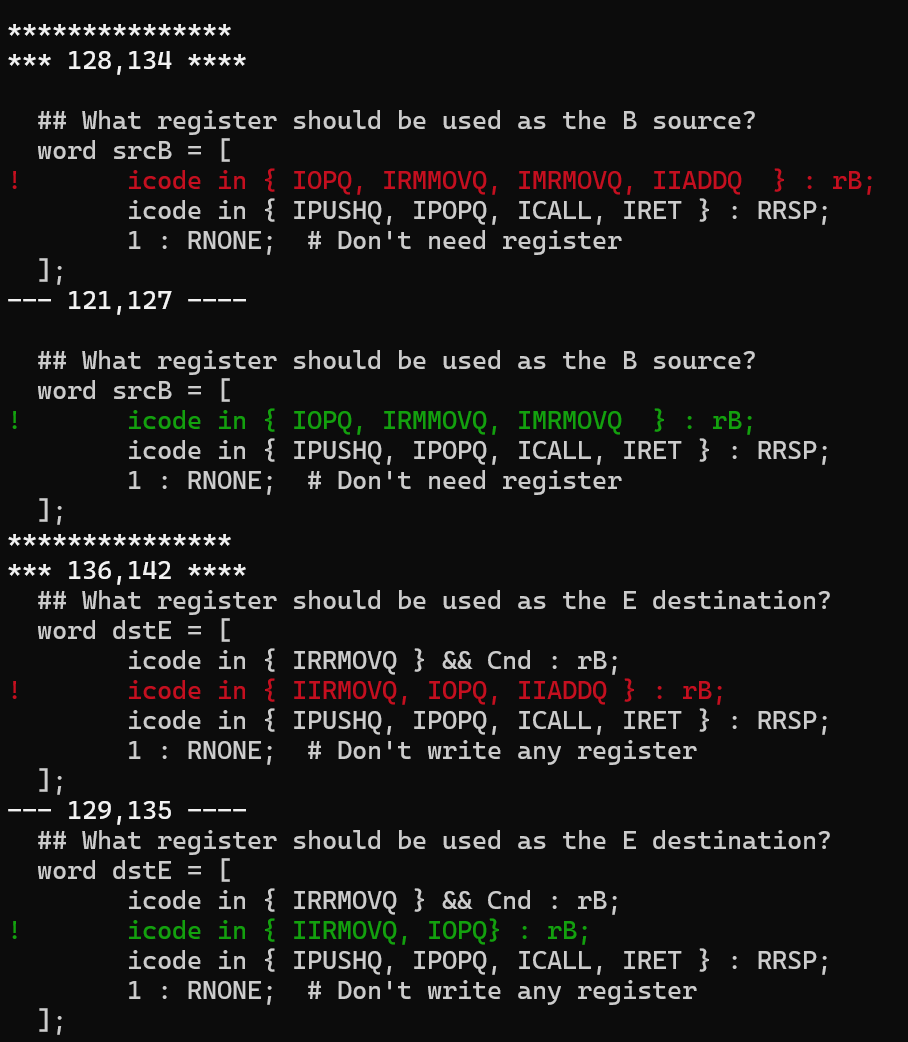 ***************
*** 128,134 ****

  ## What register should be used as the B source?
  word srcB = [
!       icode in { IOPQ, IRMMOVQ, IMRMOVQ, IIADDQ  } : rB;
        icode in { IPUSHQ, IPOPQ, ICALL, IRET } : RRSP;
        1 : RNONE;  # Don't need register
  ];
--- 121,127 ----

  ## What register should be used as the B source?
  word srcB = [
!       icode in { IOPQ, IRMMOVQ, IMRMOVQ  } : rB;
        icode in { IPUSHQ, IPOPQ, ICALL, IRET } : RRSP;
        1 : RNONE;  # Don't need register
  ];
***************
*** 136,142 ****
  ## What register should be used as the E destination?
  word dstE = [
        icode in { IRRMOVQ } && Cnd : rB;
!       icode in { IIRMOVQ, IOPQ, IIADDQ } : rB;
        icode in { IPUSHQ, IPOPQ, ICALL, IRET } : RRSP;
        1 : RNONE;  # Don't write any register
  ];
--- 129,135 ----
  ## What register should be used as the E destination?
  word dstE = [
        icode in { IRRMOVQ } && Cnd : rB;
!       icode in { IIRMOVQ, IOPQ} : rB;
        icode in { IPUSHQ, IPOPQ, ICALL, IRET } : RRSP;
        1 : RNONE;  # Don't write any register
  ];